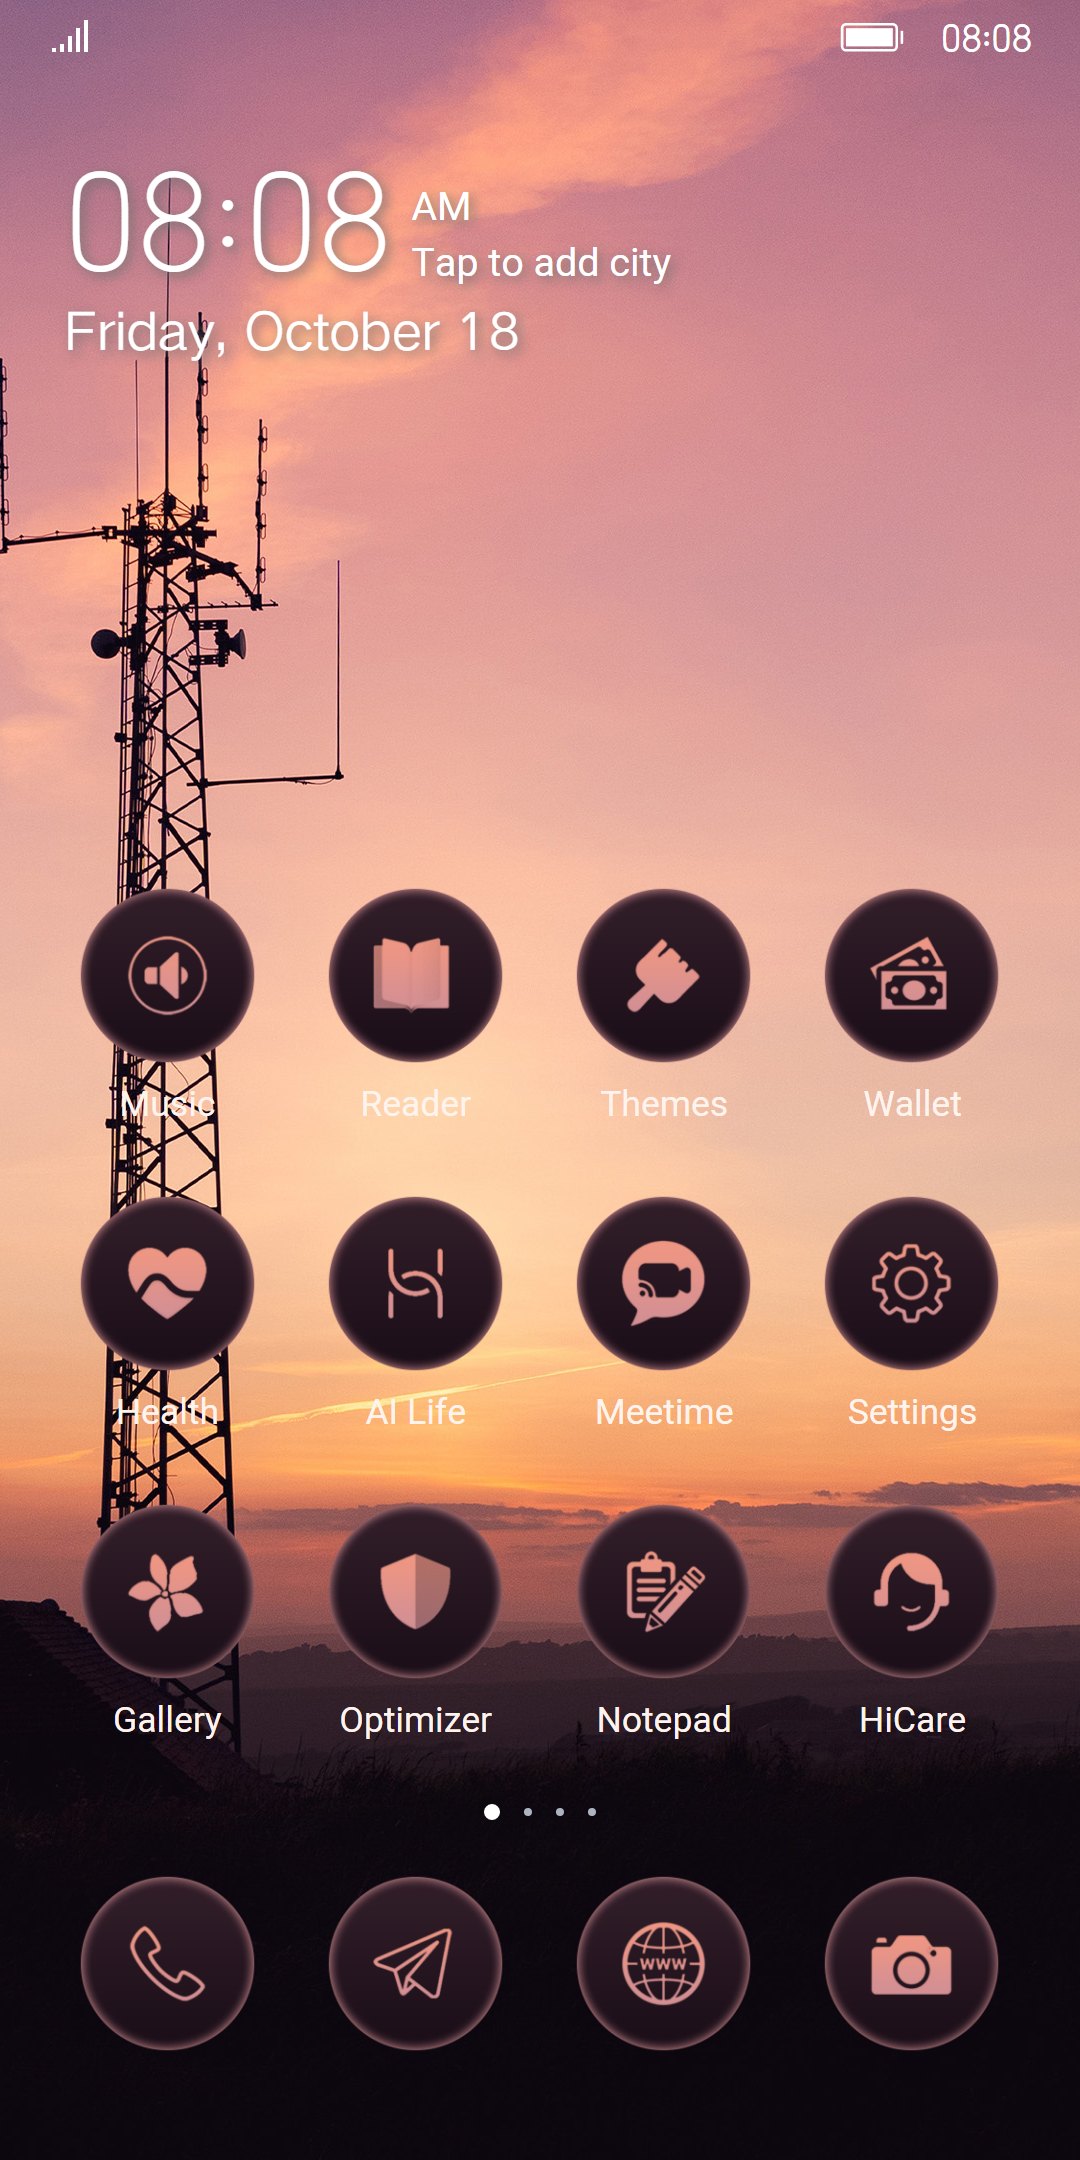 08:08
08:08 AM
Tap to add city
Friday, October 18
Music Reader Themes Wallet
Health AI Life Meetime Settings
Gallery Optimizer Notepad HiCare
WWW